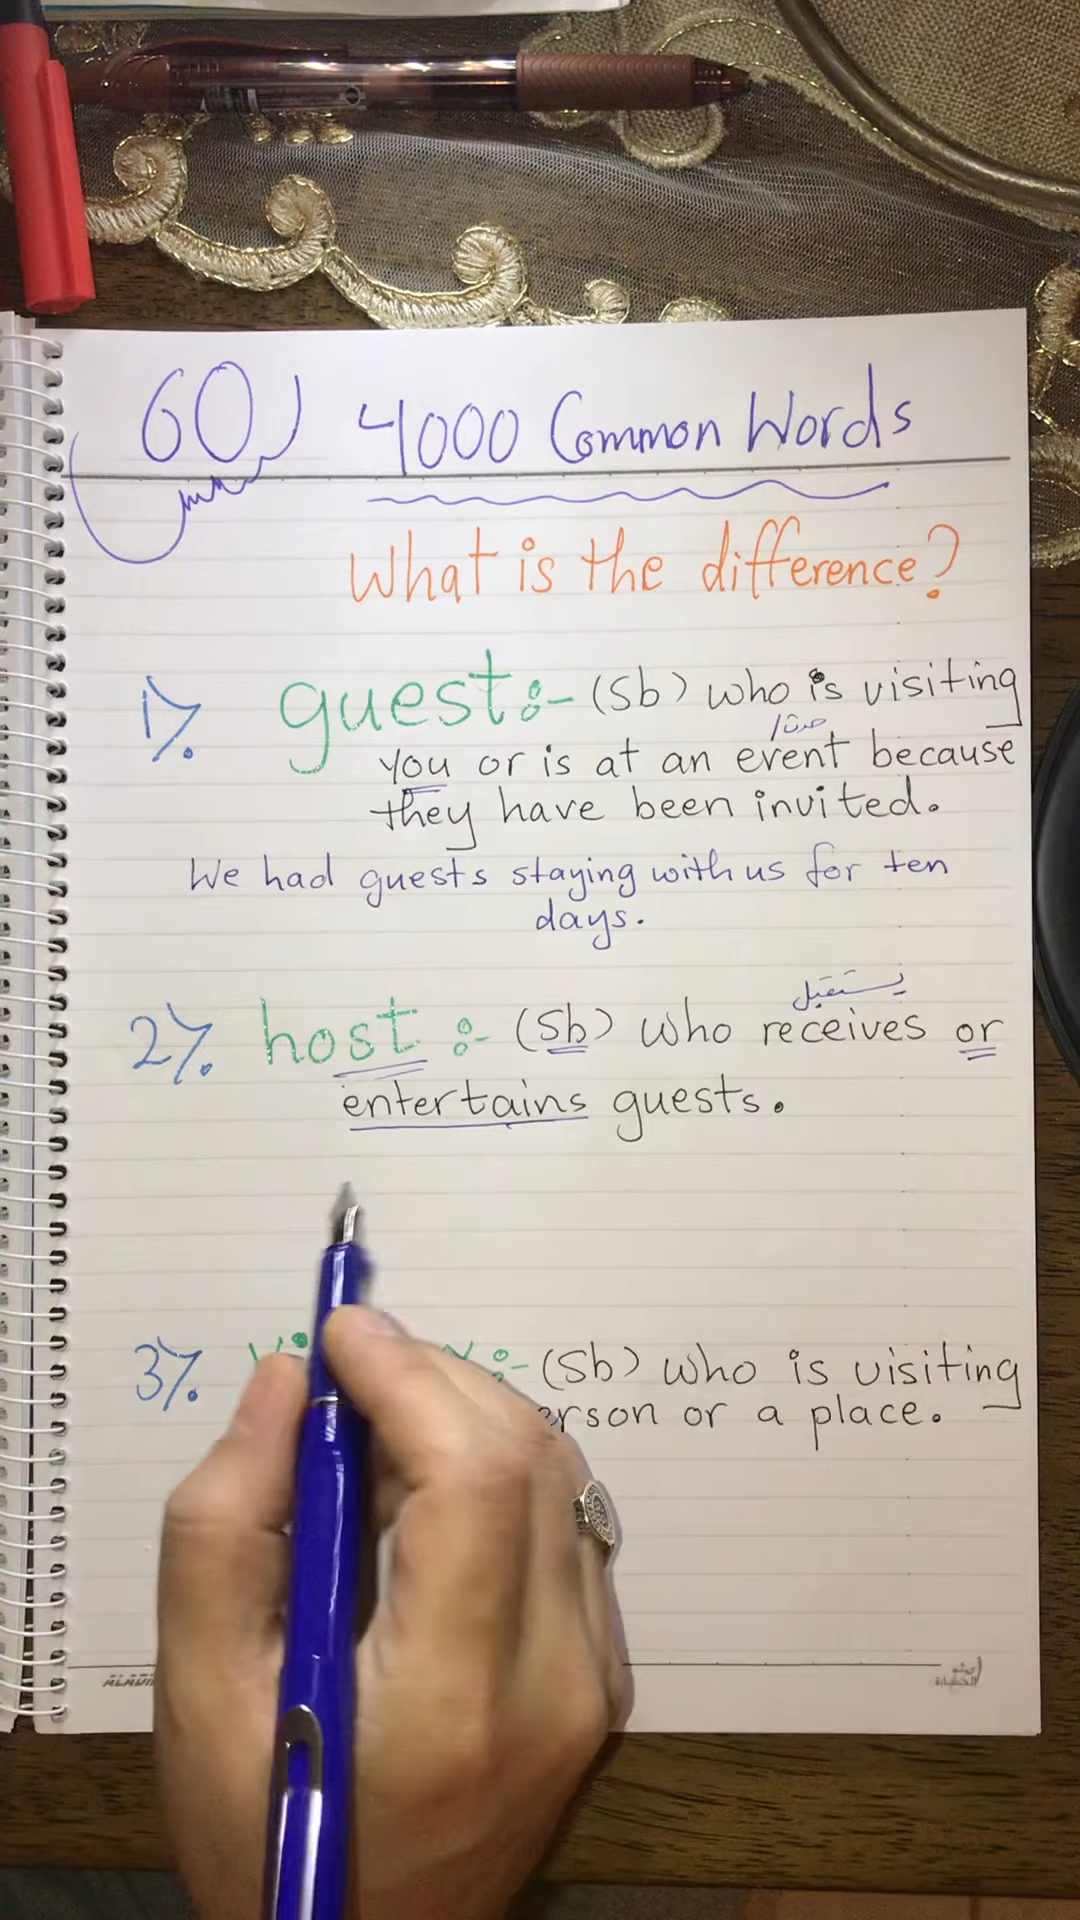 60
4000 Common Words
What is the difference?
1%. guest:- (Sb) who is visiting
حدث/
you or is at an event because
they have been invited.
We had guests staying with us for ten
days.
يستقبل
2%. host :- (Sb) who receives or
entertains guests.
3%. :- (Sb) who is visiting
erson or a place.